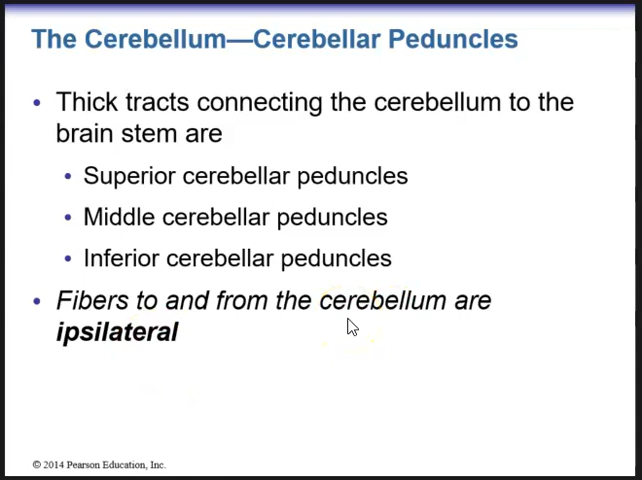 The Cerebellum—Cerebellar Peduncles
• Thick tracts connecting the cerebellum to the
brain stem are
• Superior cerebellar peduncles
• Middle cerebellar peduncles
• Inferior cerebellar peduncles
• Fibers to and from the cerebellum are
ipsilateral
© 2014 Pearson Education, Inc.